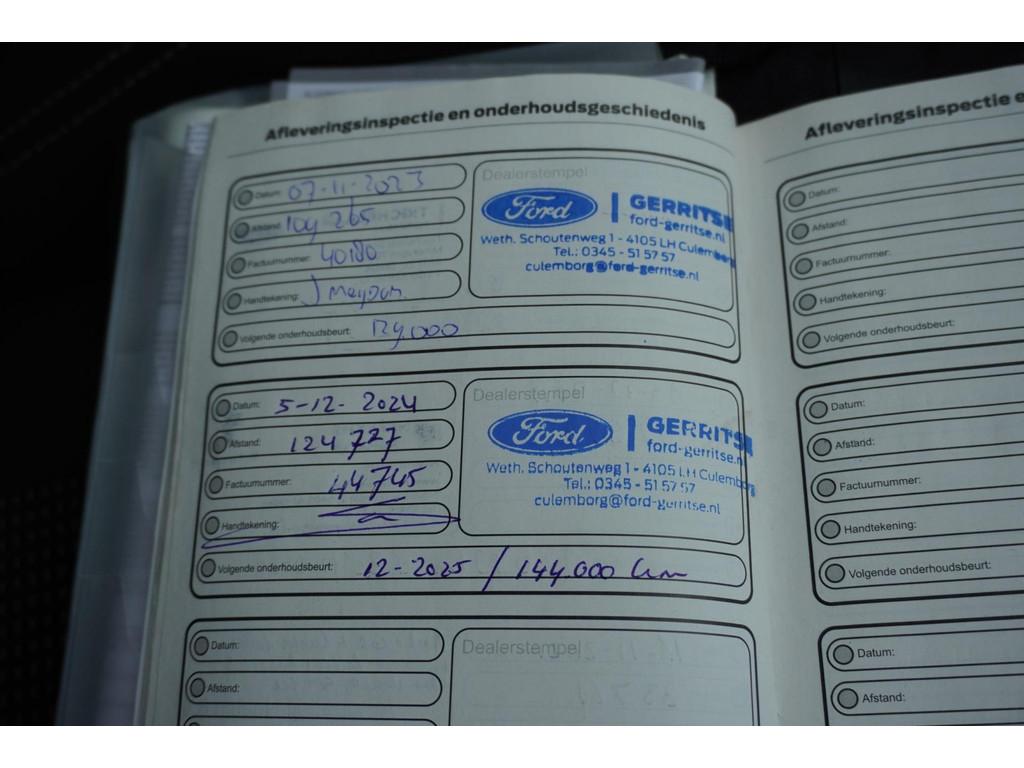 Afleveringsinspectie en onderhoudsgeschiedenis
Datum: 07-11-2023
Afstand: 109 265
Factuurnummer: 40180
Handtekening:
Volgende onderhoudsbeurt: 129.000
Dealerstempel
Ford GERRITSE
ford-gerritse.nl
Weth. Schoutenweg 1 - 4105 LH Culemborg
Tel.: 0345 - 51 57 57
culemborg@ford-gerritse.nl
Datum: 5-12-2024
Afstand: 124 727
Factuurnummer: 44745
Handtekening:
Volgende onderhoudsbeurt: 12-2025 / 144.000 km
Dealerstempel
Ford GERRITS
ford-gerritse.n
Weth. Schoutenweg 1 - 4105 LH Culemborg
Tel.: 0345 - 51 57 57
culemborg@ford-gerritse.nl
Datum:
Afstand:
Dealerstempel
Afleveringsinspectie e
Datum:
Afstand:
Factuurnummer:
Handtekening:
Volgende onderhoudsbeurt:
Datum:
Afstand:
Factuurnummer:
Handtekening:
Volgende onderhoudsbeurt:
Datum:
Afstand: